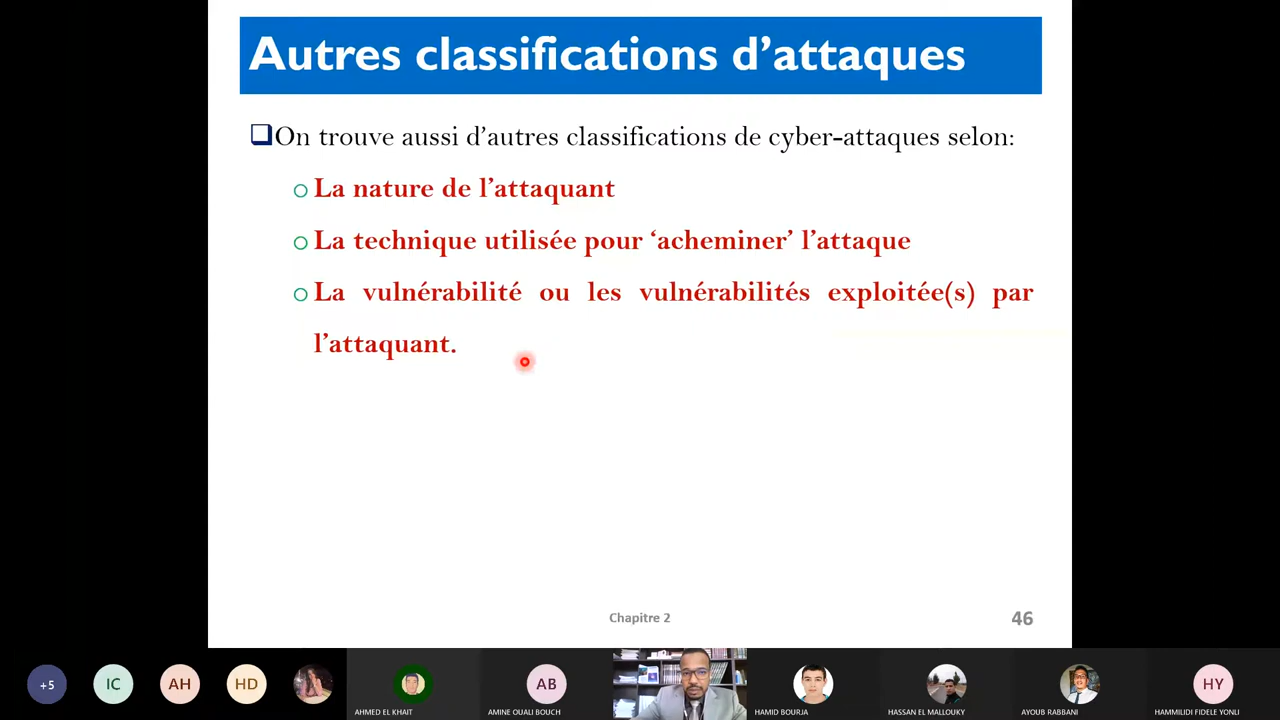 Autres classifications d’attaques
On trouve aussi d’autres classifications de cyber-attaques selon:
La nature de l’attaquant
La technique utilisée pour ‘acheminer’ l’attaque
La vulnérabilité ou les vulnérabilités exploitée(s) par
l’attaquant.
Chapitre 2
46
+5
IC
AH
HD
AB
HY
AHMED EL KHAIT
AMINE OUALI BOUCH
HAMID BOURJA
HASSAN EL MALLOUKY
AYOUB RABBANI
HAMMILIDI FIDELE YONLI